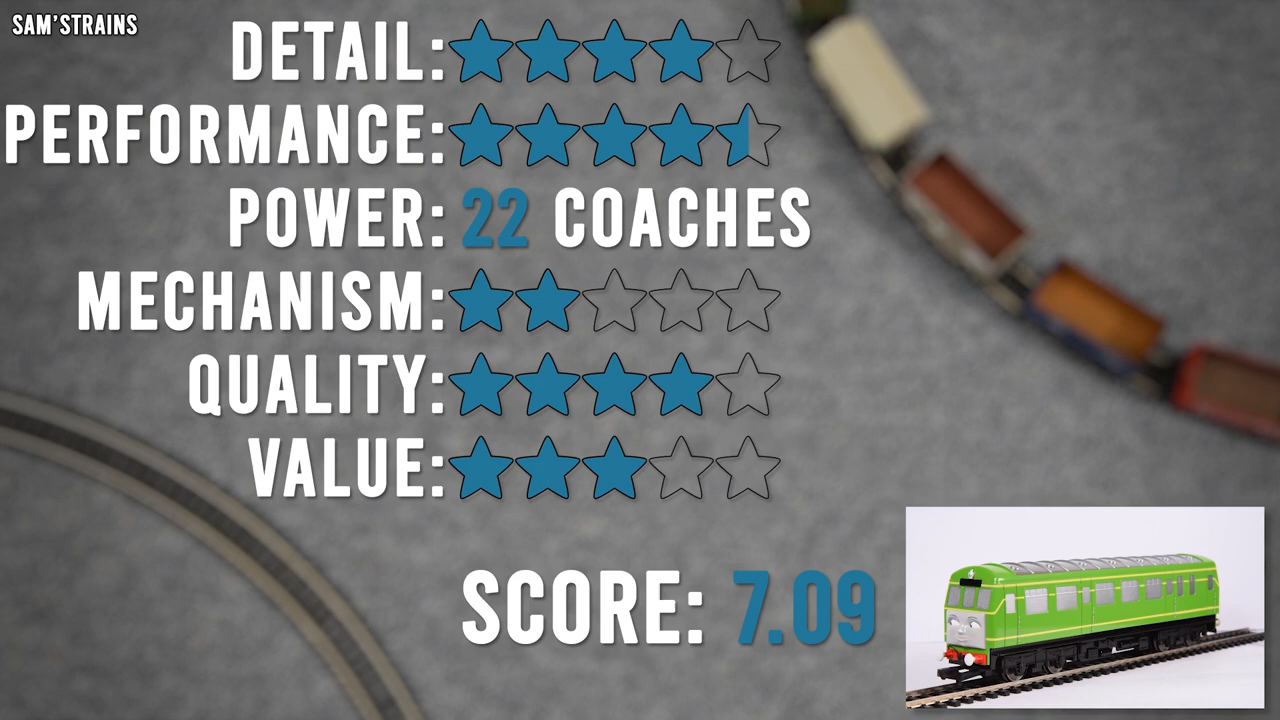 SAM'STRAINS
DETAIL:
PERFORMANCE:
POWER: 22 COACHES
MECHANISM:
QUALITY:
VALUE:
SCORE: 7.09